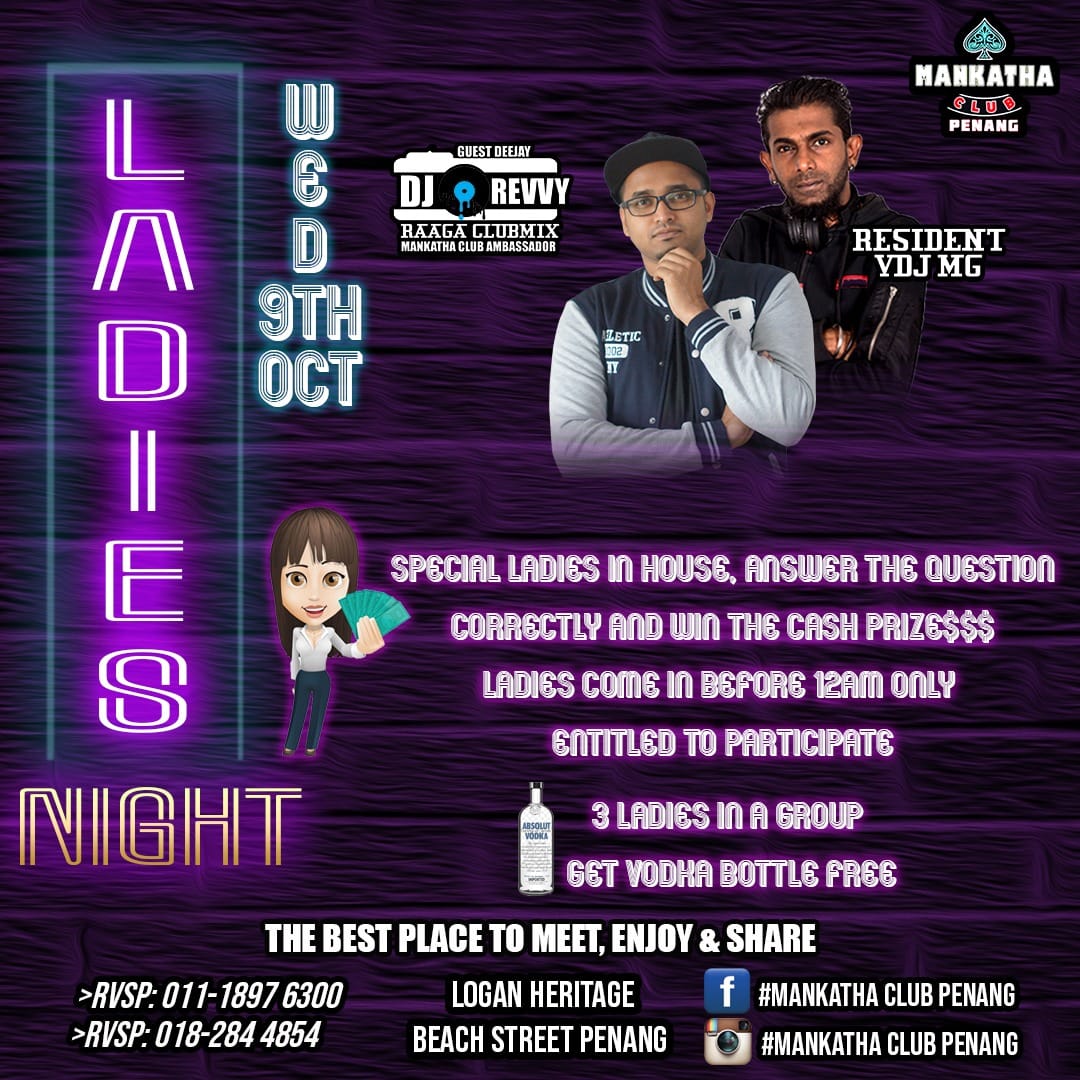 LADIES
NIGHT
WED
9TH
OCT
MANKATHA
CLUB
PENANG
GUEST DEEJAY
DJ REVVY
RAAGA CLUBMIX
MANKATHA CLUB AMBASSADOR
RESIDENT
VDJ MG
SPECIAL LADIES IN HOUSE, ANSWER THE QUESTION
CORRECTLY AND WIN THE CASH PRIZE$$$
LADIES COME IN BEFORE 12AM ONLY
ENTITLED TO PARTICIPATE
ABSOLUT
VODKA
3 LADIES IN A GROUP
GET VODKA BOTTLE FREE
THE BEST PLACE TO MEET, ENJOY & SHARE
>RVSP: 011-1897 6300
>RVSP: 018-284 4854
LOGAN HERITAGE
BEACH STREET PENANG
f #MANKATHA CLUB PENANG
#MANKATHA CLUB PENANG